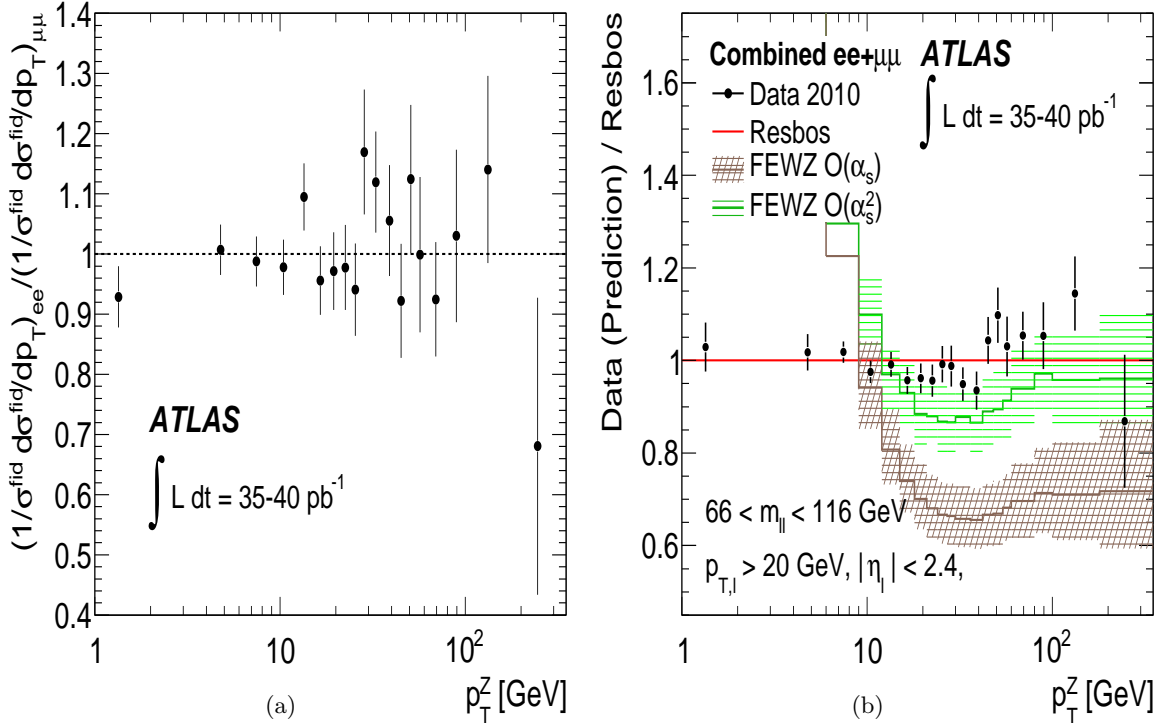 (1/σ^fid dσ^fid/dp_T)_ee/(1/σ^fid dσ^fid/dp_T)_μμ
1.4
1.3
1.2
1.1
1
0.9
0.8
0.7
0.6
0.5
0.4
ATLAS
∫ L dt = 35-40 pb^-1
1
10
10^2
p_T^Z [GeV]
(a)
Data (Prediction) / Resbos
1.6
1.4
1.2
1
0.8
0.6
Combined ee+μμ
ATLAS
Data 2010
∫ L dt = 35-40 pb^-1
Resbos
FEWZ O(α_s)
FEWZ O(α_s^2)
66 < m_ll < 116 GeV
p_T,l > 20 GeV, |η_l| < 2.4,
1
10
10^2
p_T^Z [GeV]
(b)